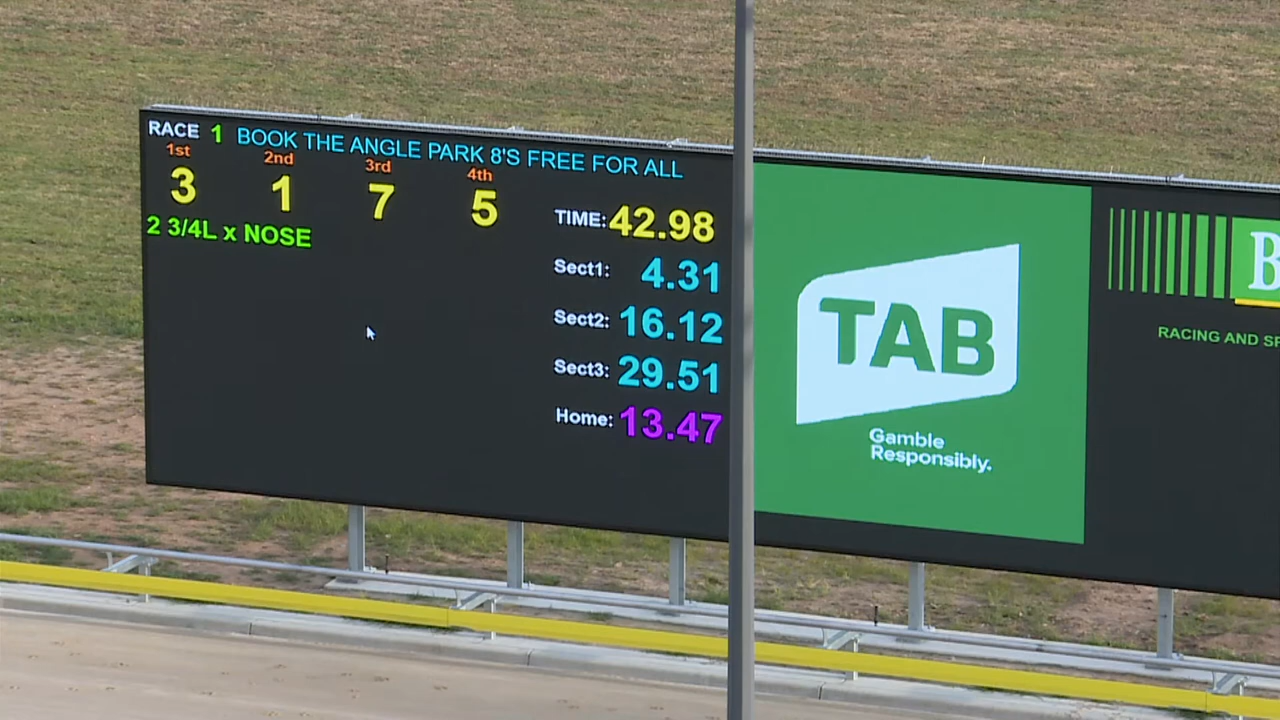 RACE 1 BOOK THE ANGLE PARK 8'S FREE FOR ALL
1st 2nd 3rd 4th
3 1 7 5
2 3/4L x NOSE
TIME: 42.98
Sect1: 4.31
Sect2: 16.12
Sect3: 29.51
Home: 13.47
TAB
Gamble
Responsibly.
B
RACING AND